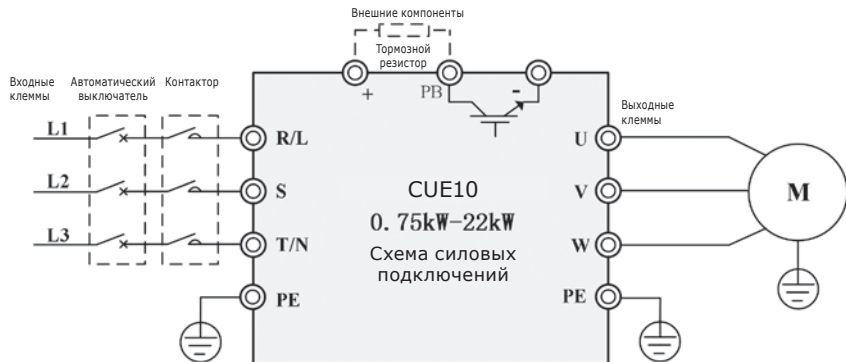 Внешние компоненты
Тормозной
резистор
+
PB
-
Входные
клеммы
Автоматический
выключатель
Контактор
Выходные
клеммы
L1
R/L
U
L2
S
V
M
L3
T/N
W
PE
PE
CUE10
0.75kW-22kW
Схема силовых
подключений